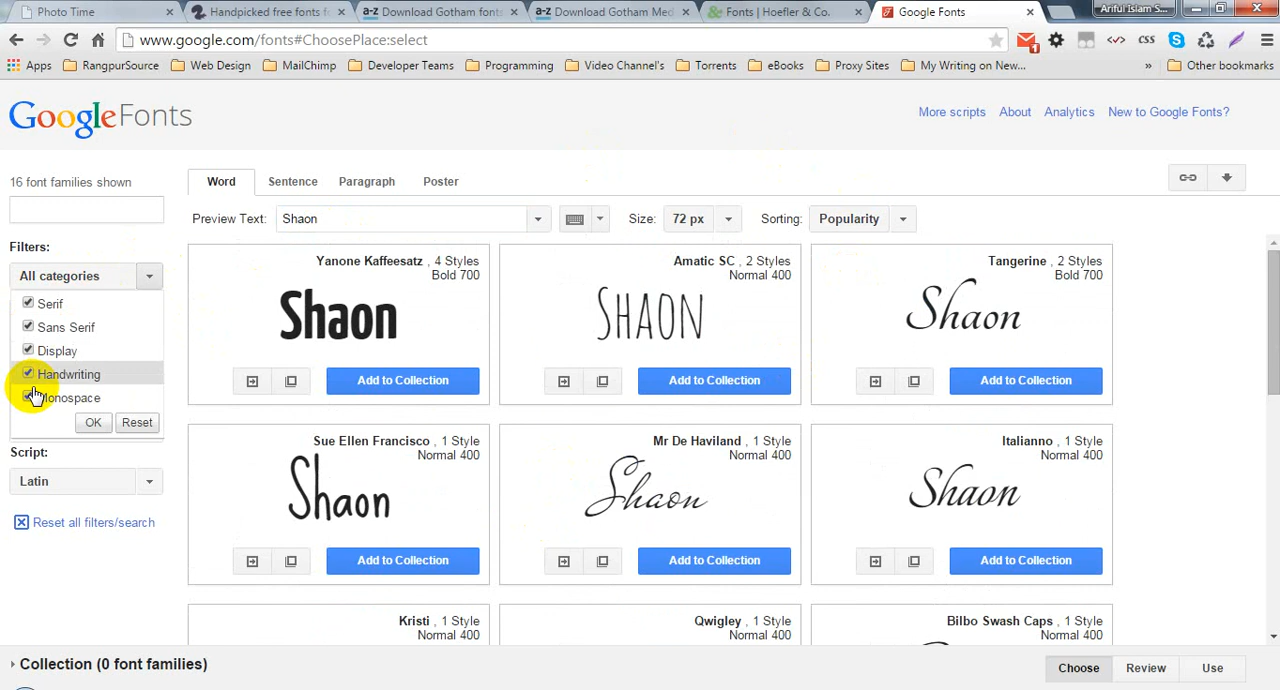 Photo Time
Handpicked free fonts f
a-z Download Gotham font
a-z Download Gotham Med
Fonts | Hoefler & Co.
Google Fonts
Ariful Islam S...
www.google.com/fonts#ChoosePlace:select
1
CSS
Apps
RangpurSource
Web Design
MailChimp
Developer Teams
Programming
Video Channel's
Torrents
eBooks
Proxy Sites
My Writing on New...
»
Other bookmarks
Google Fonts
More scripts
About
Analytics
New to Google Fonts?
16 font families shown
Word
Sentence
Paragraph
Poster
Preview Text:
Shaon
Size:
72 px
Sorting:
Popularity
Filters:
All categories
Serif
Sans Serif
Display
Handwriting
Monospace
OK
Reset
Script:
Latin
Reset all filters/search
Yanone Kaffeesatz , 4 Styles
Bold 700
Shaon
Add to Collection
Amatic SC , 2 Styles
Normal 400
SHAON
Add to Collection
Tangerine , 2 Styles
Bold 700
Shaon
Add to Collection
Sue Ellen Francisco , 1 Style
Normal 400
Shaon
Add to Collection
Mr De Haviland , 1 Style
Normal 400
Shaon
Add to Collection
Italianno , 1 Style
Normal 400
Shaon
Add to Collection
Kristi , 1 Style
Normal 400
Qwigley , 1 Style
Normal 400
Bilbo Swash Caps , 1 Style
Normal 400
Collection (0 font families)
Choose
Review
Use